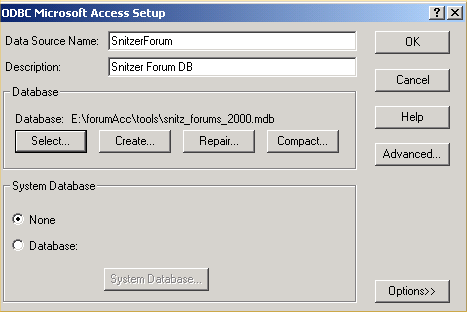 ODBC Microsoft Access Setup
Data Source Name: SnitzerForum
OK
Description: Snitzer Forum DB
Cancel
Database
Database: E:\forumAcc\tools\snitz_forums_2000.mdb
Help
Select... Create... Repair... Compact...
Advanced...
System Database
None
Database:
System Database...
Options>>